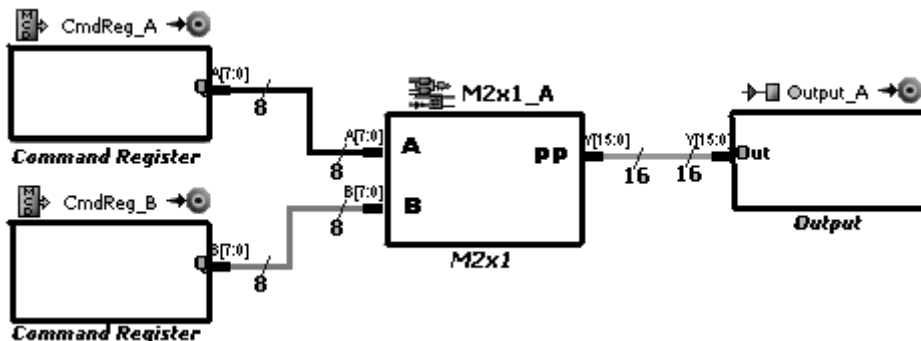 CmdReg_A
A[7:0]
8
Command Register
CmdReg_B
B[7:0]
8
Command Register
M2x1_A
A[7:0]
8
A
B[7:0]
8
B
PP
M2x1
Y[15:0]
16
Y[15:0]
16
Output_A
Out
Output